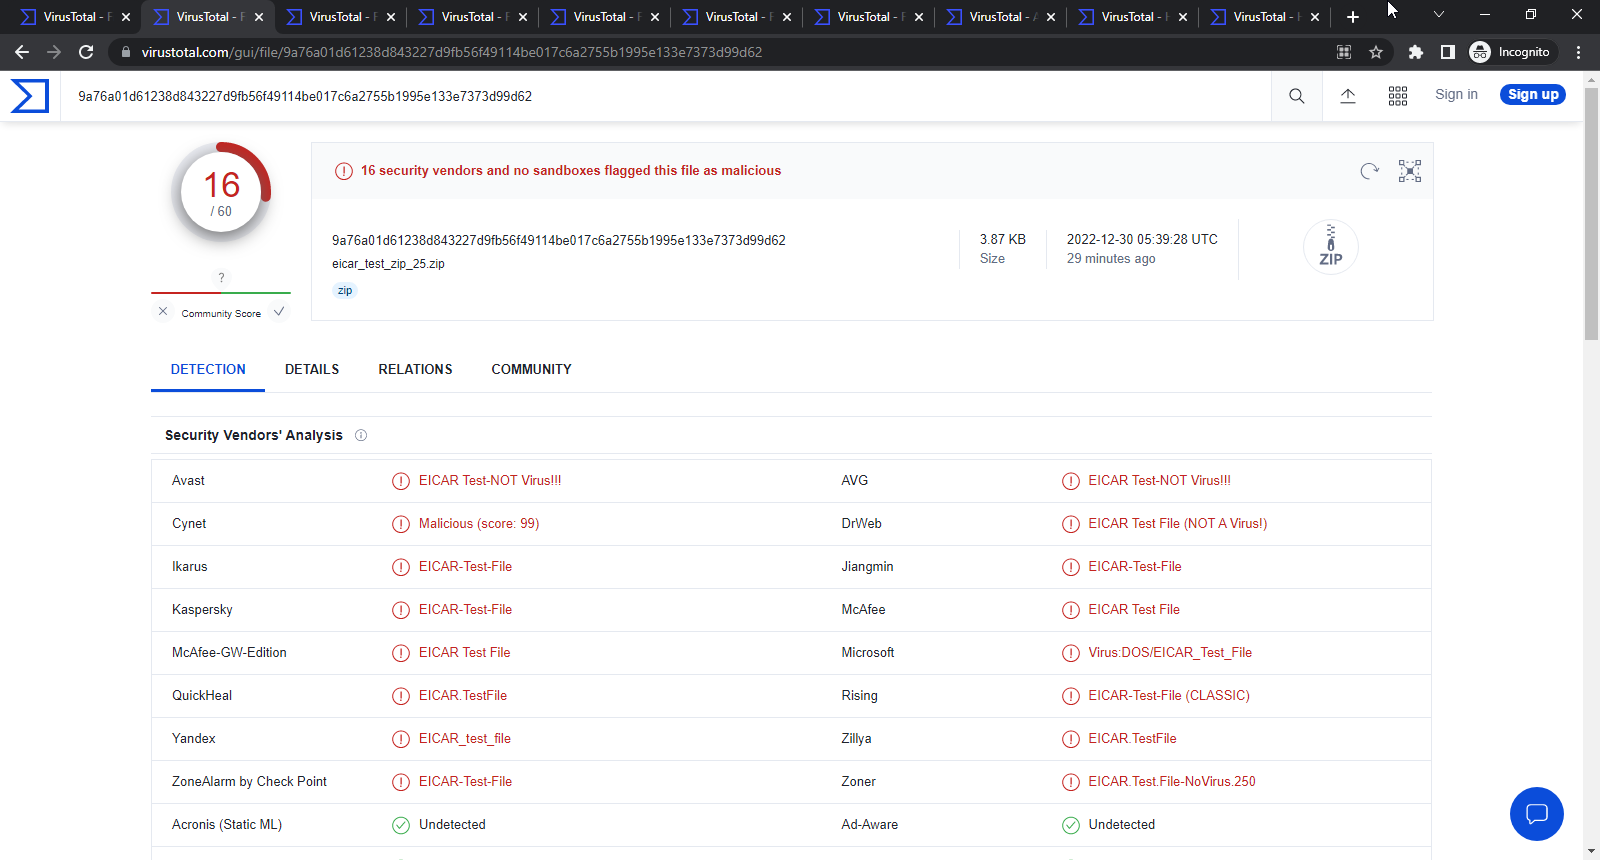 VirusTotal - F VirusTotal - F VirusTotal - F VirusTotal - F VirusTotal - F VirusTotal - F VirusTotal - F VirusTotal - A VirusTotal - H VirusTotal - H
virustotal.com/gui/file/9a76a01d61238d843227d9fb56f49114be017c6a2755b1995e133e7373d99d62 Incognito
9a76a01d61238d843227d9fb56f49114be017c6a2755b1995e133e7373d99d62 Sign in Sign up
16
/ 60
?
Community Score
16 security vendors and no sandboxes flagged this file as malicious
9a76a01d61238d843227d9fb56f49114be017c6a2755b1995e133e7373d99d62
eicar_test_zip_25.zip
zip
3.87 KB
Size
2022-12-30 05:39:28 UTC
29 minutes ago
ZIP
DETECTION DETAILS RELATIONS COMMUNITY
Security Vendors' Analysis
Avast EICAR Test-NOT Virus!!! AVG EICAR Test-NOT Virus!!!
Cynet Malicious (score: 99) DrWeb EICAR Test File (NOT A Virus!)
Ikarus EICAR-Test-File Jiangmin EICAR-Test-File
Kaspersky EICAR-Test-File McAfee EICAR Test File
McAfee-GW-Edition EICAR Test File Microsoft Virus:DOS/EICAR_Test_File
QuickHeal EICAR.TestFile Rising EICAR-Test-File (CLASSIC)
Yandex EICAR_test_file Zillya EICAR.TestFile
ZoneAlarm by Check Point EICAR-Test-File Zoner EICAR.Test.File-NoVirus.250
Acronis (Static ML) Undetected Ad-Aware Undetected